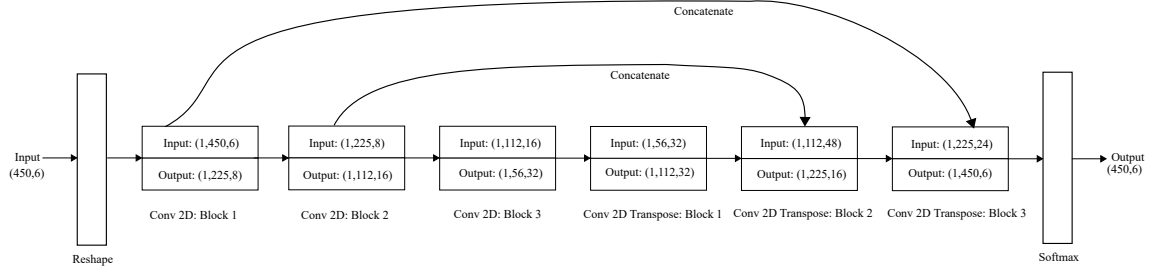 Concatenate
Concatenate
Input
(450,6)
Reshape
Input: (1,450,6)
Output: (1,225,8)
Conv 2D: Block 1
Input: (1,225,8)
Output: (1,112,16)
Conv 2D: Block 2
Input: (1,112,16)
Output: (1,56,32)
Conv 2D: Block 3
Input: (1,56,32)
Output: (1,112,32)
Conv 2D Transpose: Block 1
Input: (1,112,48)
Output: (1,225,16)
Conv 2D Transpose: Block 2
Input: (1,225,24)
Output: (1,450,6)
Conv 2D Transpose: Block 3
Softmax
Output
(450,6)